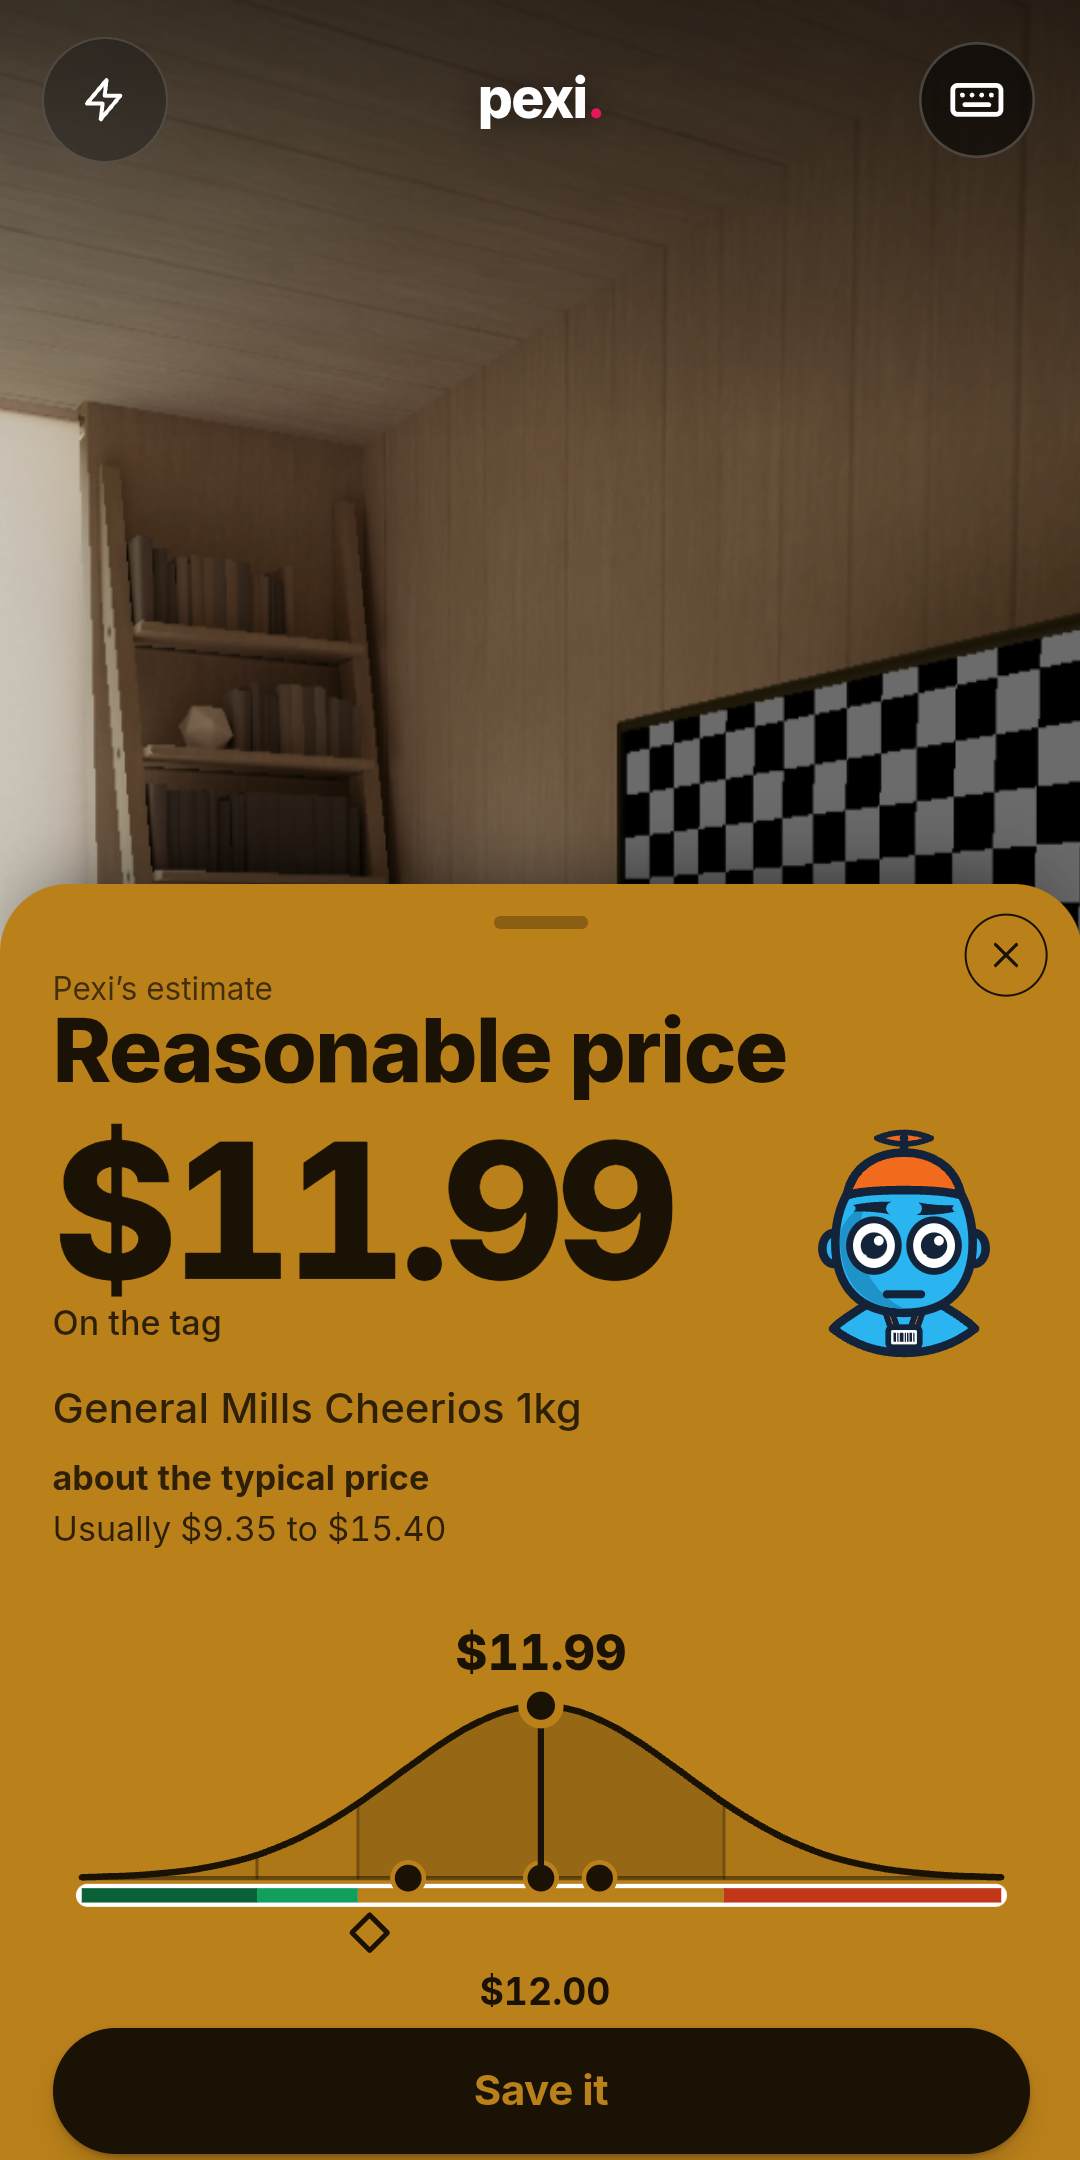 pexi.
Pexi’s estimate
Reasonable price
$11.99
On the tag
General Mills Cheerios 1kg
about the typical price
Usually $9.35 to $15.40
$11.99
$12.00
Save it